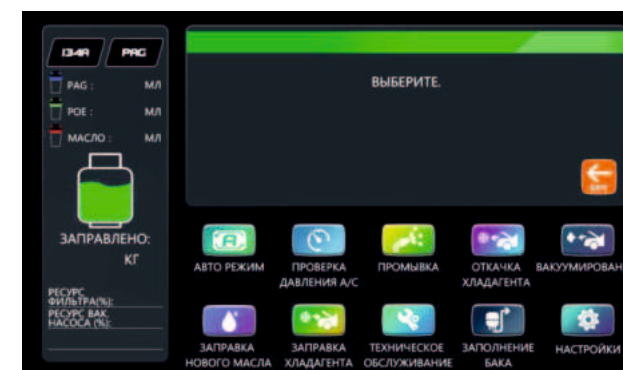 134A PAG
PAG : МЛ
POE : МЛ
МАСЛО : МЛ
ЗАПРАВЛЕНО:
КГ
РЕСУРС
ФИЛЬТРА(%):
РЕСУРС ВАК.
НАСОСА (%):
ВЫБЕРИТЕ.
АВТО РЕЖИМ
ПРОВЕРКА
ДАВЛЕНИЯ А/С
ПРОМЫВКА
ОТКАЧКА
ХЛАДАГЕНТА
ВАКУУМИРОВАН
ЗАПРАВКА
НОВОГО МАСЛА
ЗАПРАВКА
ХЛАДАГЕНТА
ТЕХНИЧЕСКОЕ
ОБСЛУЖИВАНИЕ
ЗАПОЛНЕНИЕ
БАКА
НАСТРОЙКИ